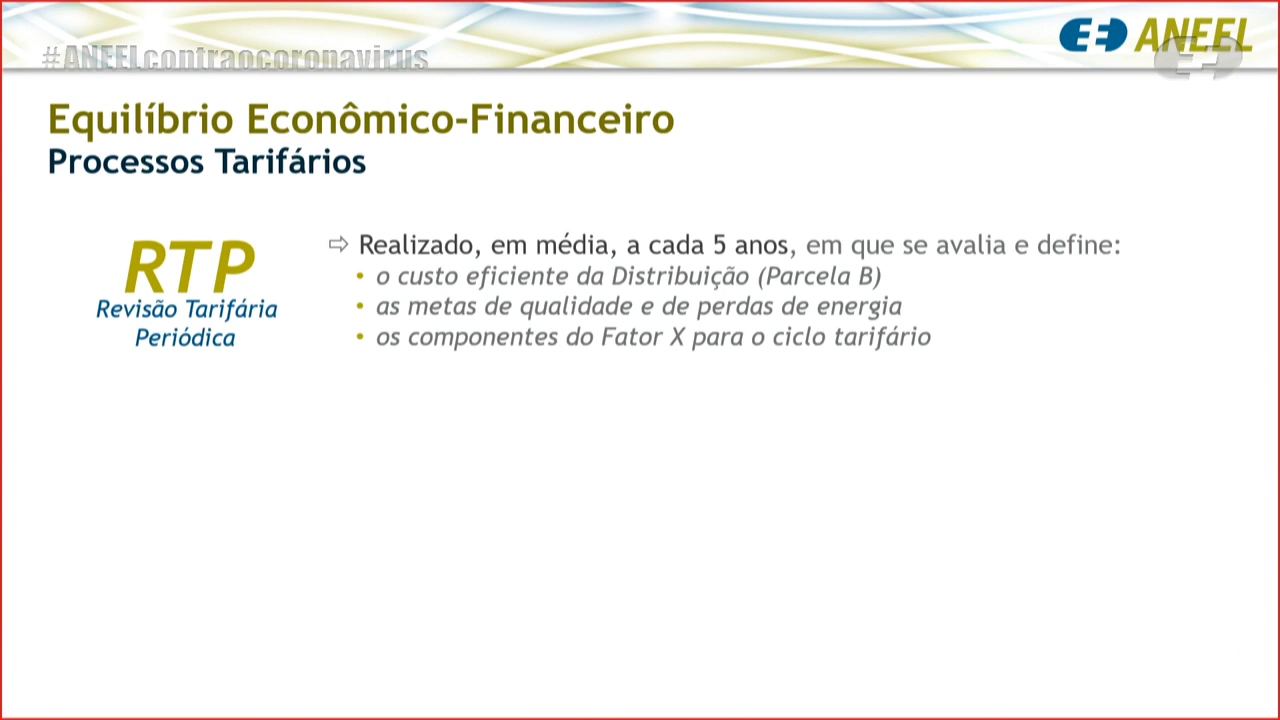 #ANEELcontraocoronavirus
ANEEL
Equilíbrio Econômico-Financeiro
Processos Tarifários
RTP
Revisão Tarifária
Periódica
⇨ Realizado, em média, a cada 5 anos, em que se avalia e define:
• o custo eficiente da Distribuição (Parcela B)
• as metas de qualidade e de perdas de energia
• os componentes do Fator X para o ciclo tarifário